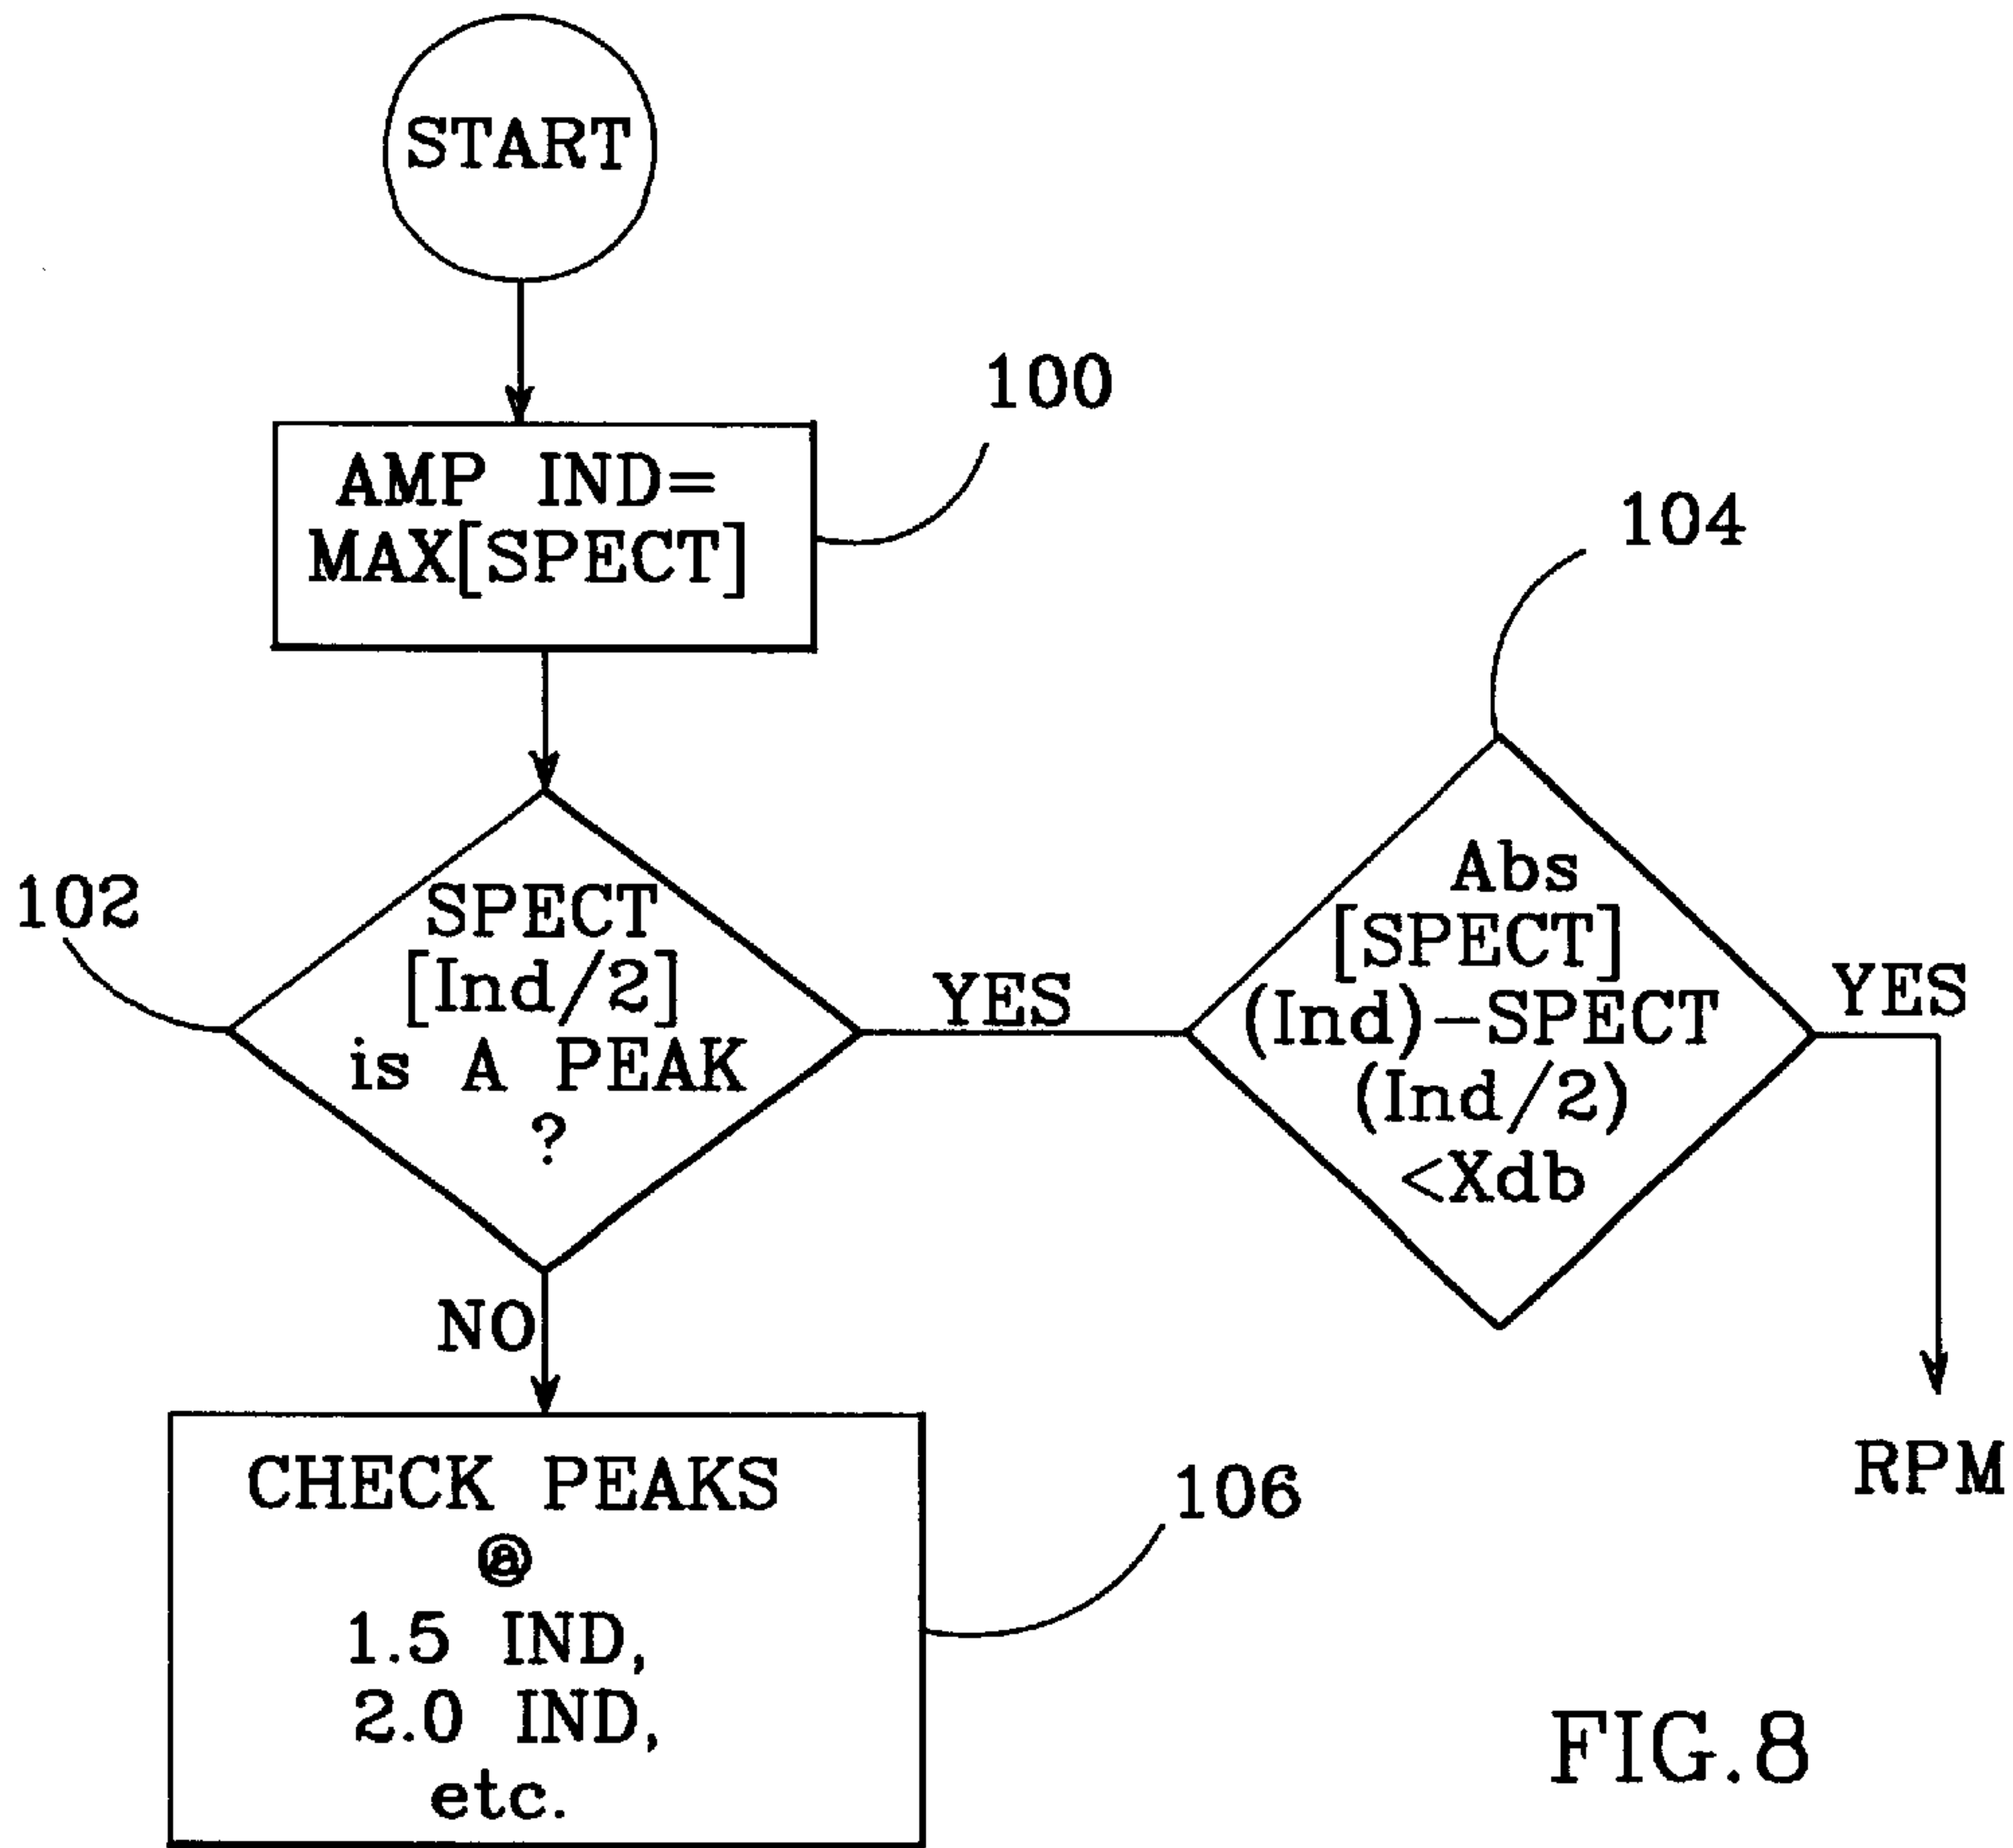 START
100
AMP IND=
MAX[SPECT]
104
102
SPECT
[Ind/2]
is A PEAK
?
YES
Abs
[SPECT]
(Ind)-SPECT
(Ind/2)
<Xdb
YES
NO
RPM
CHECK PEAKS
@
1.5 IND,
2.0 IND,
etc.
106
FIG.8